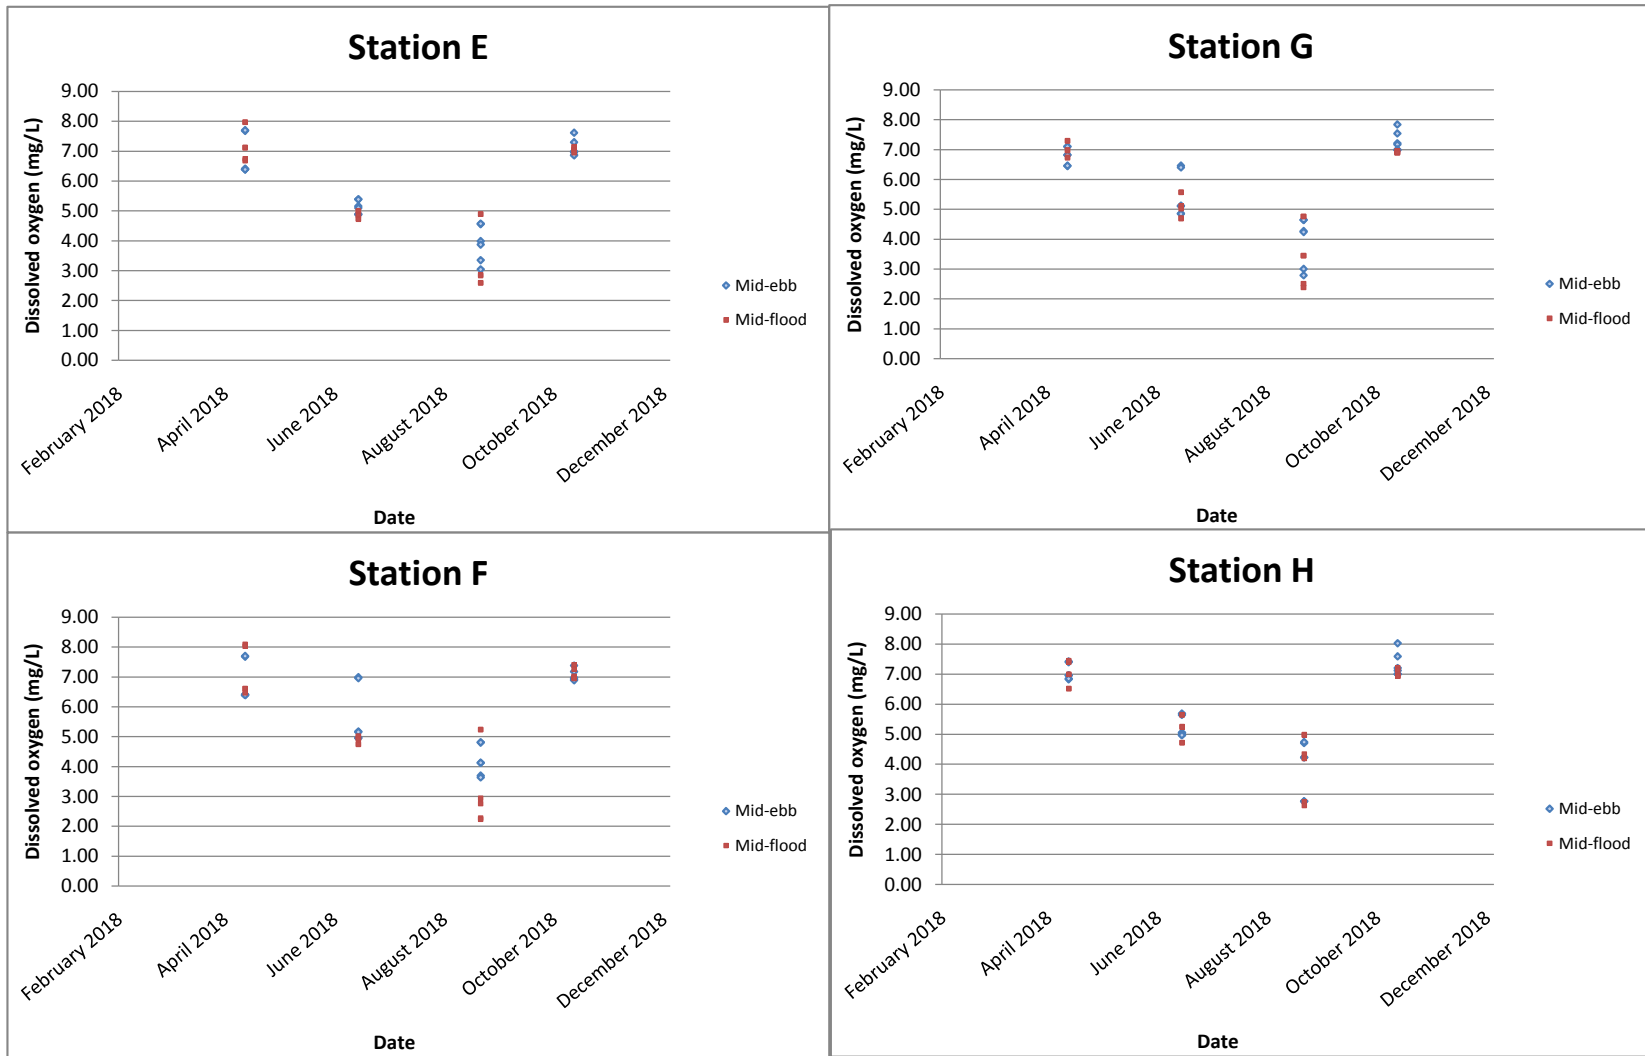 Station E
Dissolved oxygen (mg/L)
9.00
8.00
7.00
6.00
5.00
4.00
3.00
2.00
1.00
0.00
February 2018
April 2018
June 2018
August 2018
October 2018
December 2018
Date
Mid-ebb
Mid-flood
Station G
Dissolved oxygen (mg/L)
9.00
8.00
7.00
6.00
5.00
4.00
3.00
2.00
1.00
0.00
February 2018
April 2018
June 2018
August 2018
October 2018
December 2018
Date
Mid-ebb
Mid-flood
Station F
Dissolved oxygen (mg/L)
9.00
8.00
7.00
6.00
5.00
4.00
3.00
2.00
1.00
0.00
February 2018
April 2018
June 2018
August 2018
October 2018
December 2018
Date
Mid-ebb
Mid-flood
Station H
Dissolved oxygen (mg/L)
9.00
8.00
7.00
6.00
5.00
4.00
3.00
2.00
1.00
0.00
February 2018
April 2018
June 2018
August 2018
October 2018
December 2018
Date
Mid-ebb
Mid-flood